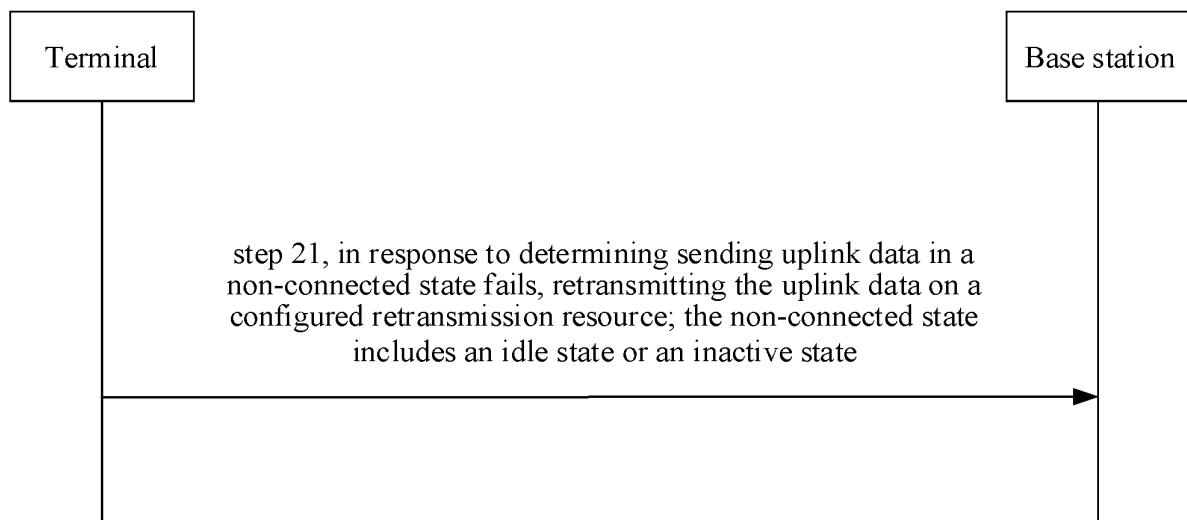 Terminal
Base station
step 21, in response to determining sending uplink data in a
non-connected state fails, retransmitting the uplink data on a
configured retransmission resource; the non-connected state
includes an idle state or an inactive state